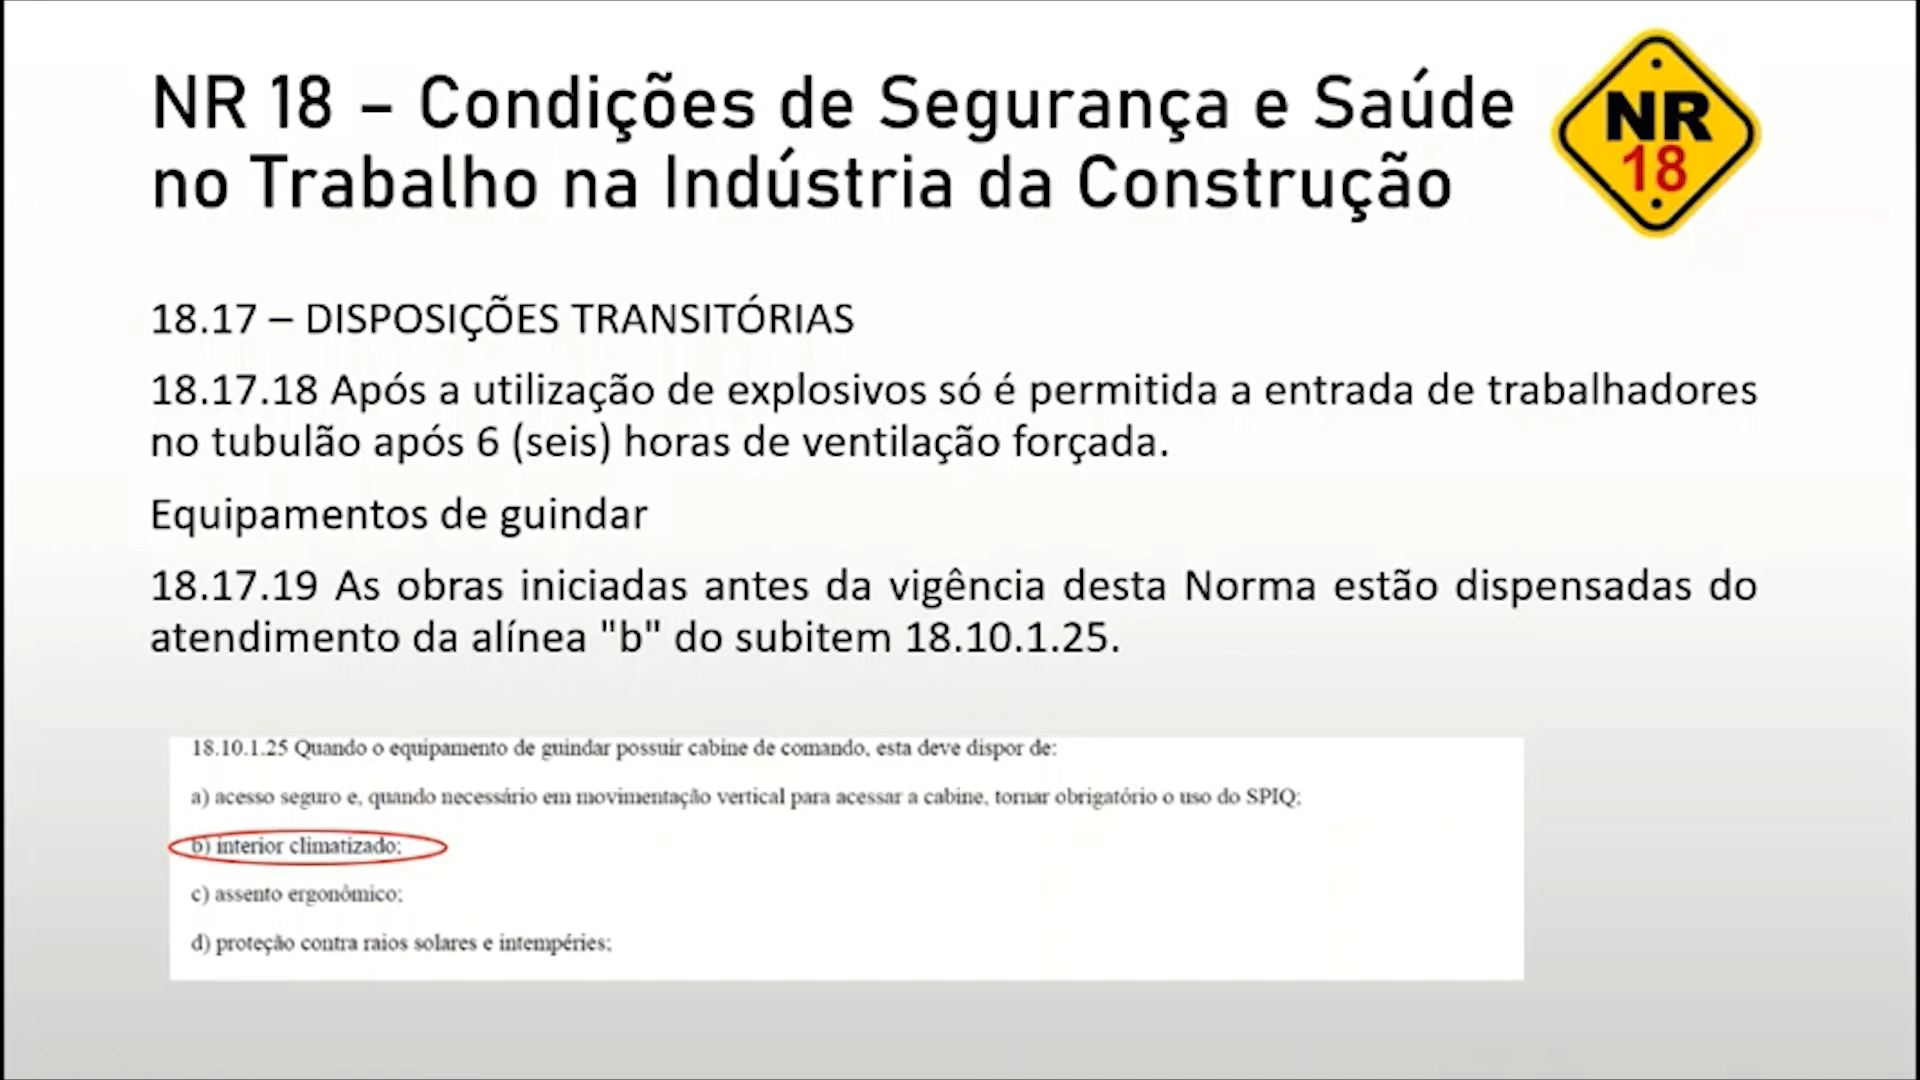 NR 18 – Condições de Segurança e Saúde
no Trabalho na Indústria da Construção
NR
18
18.17 – DISPOSIÇÕES TRANSITÓRIAS
18.17.18 Após a utilização de explosivos só é permitida a entrada de trabalhadores
no tubulão após 6 (seis) horas de ventilação forçada.
Equipamentos de guindar
18.17.19 As obras iniciadas antes da vigência desta Norma estão dispensadas do
atendimento da alínea "b" do subitem 18.10.1.25.
18.10.1.25 Quando o equipamento de guindar possuir cabine de comando, esta deve dispor de:
a) acesso seguro e, quando necessário em movimentação vertical para acessar a cabine, tornar obrigatório o uso do SPIQ;
b) interior climatizado;
c) assento ergonômico;
d) proteção contra raios solares e intempéries;